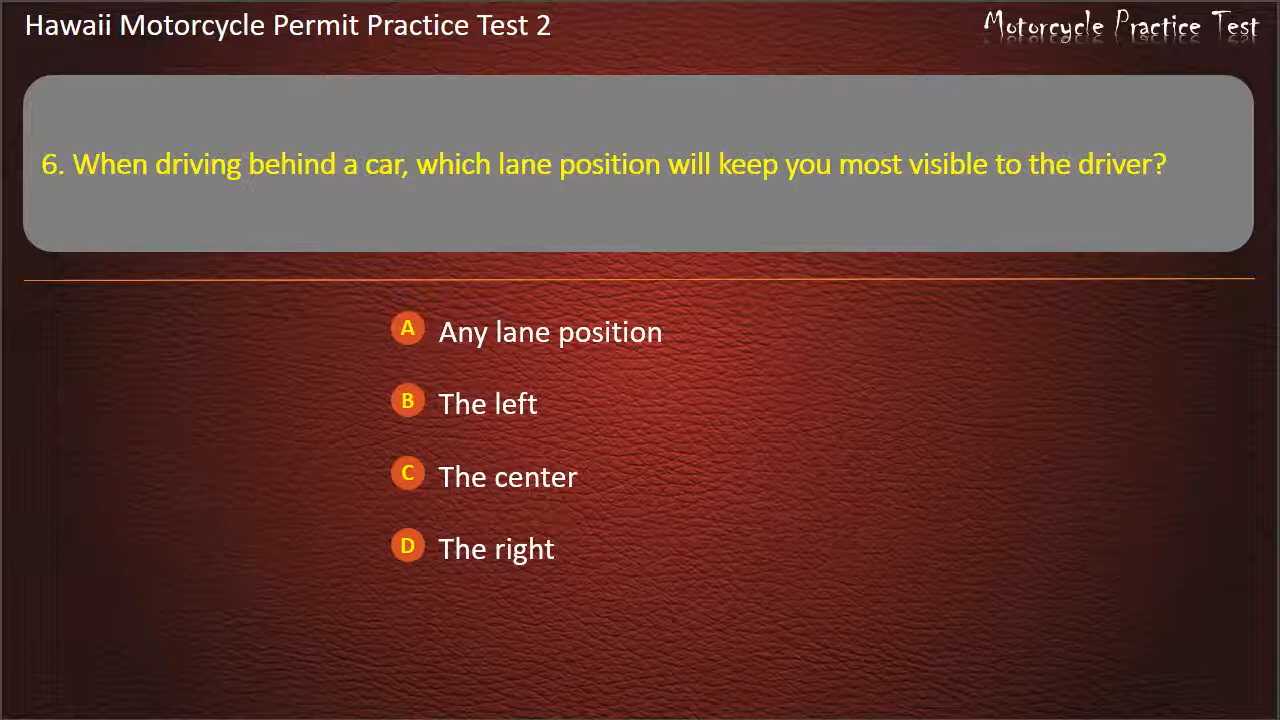 Hawaii Motorcycle Permit Practice Test 2
Motorcycle Practice Test
6. When driving behind a car, which lane position will keep you most visible to the driver?
A Any lane position
B The left
C The center
D The right